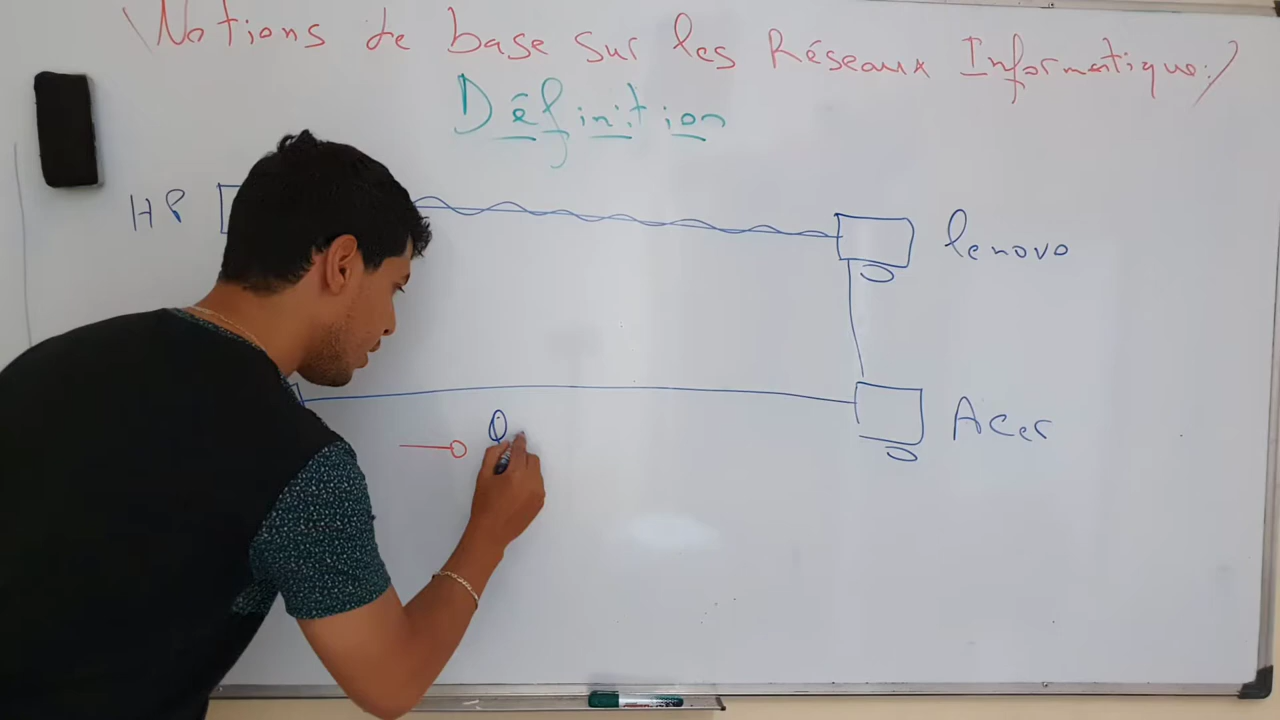 Notions de base sur les Réseaux Informatique:
Définition
HP
lenovo
Acer